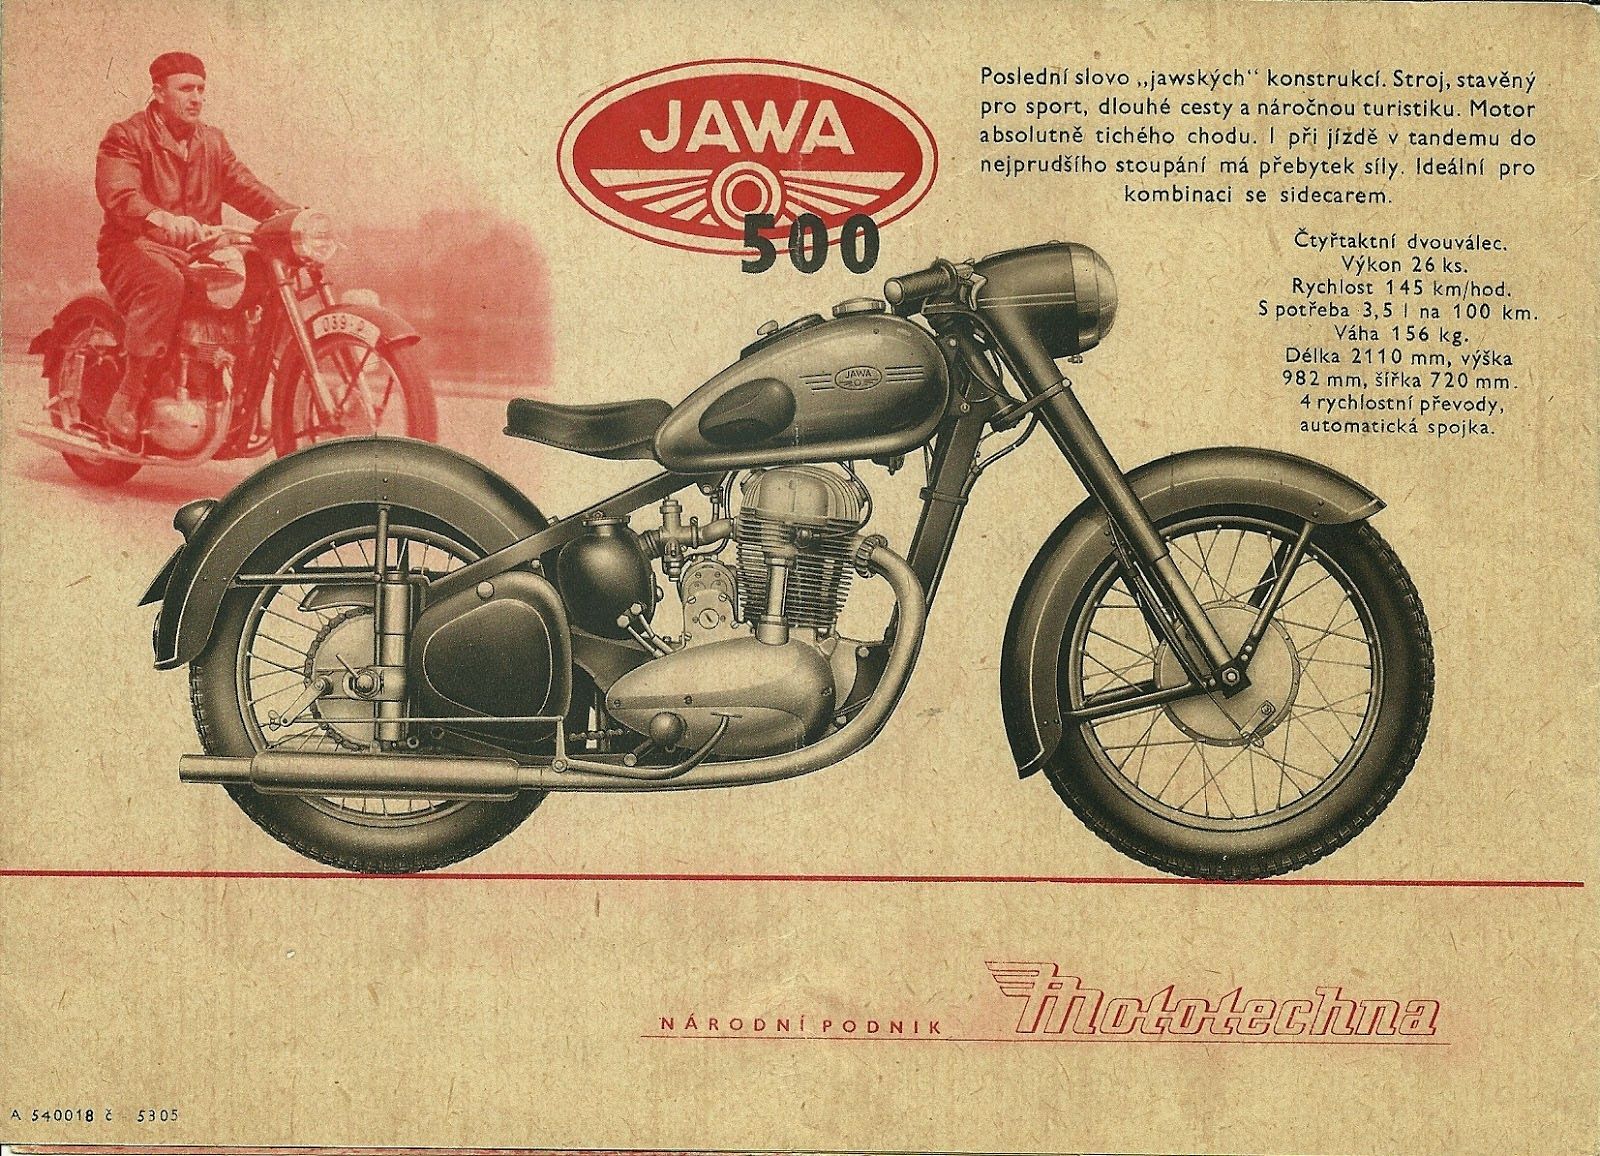 JAWA
500
Poslední slovo „jawských“ konstrukcí. Stroj, stavěný
pro sport, dlouhé cesty a náročnou turistiku. Motor
absolutně tichého chodu. I při jízdě v tandemu do
nejprudšího stoupání má přebytek síly. Ideální pro
kombinaci se sidecarem.
Čtyřtaktní dvouválec.
Výkon 26 ks.
Rychlost 145 km/hod.
Spotřeba 3,5 l na 100 km.
Váha 156 kg.
Délka 2110 mm, výška
982 mm, šířka 720 mm.
4 rychlostní převody,
automatická spojka.
JAWA
NÁRODNÍ PODNIK Mototechna
A 540018 č - 5305